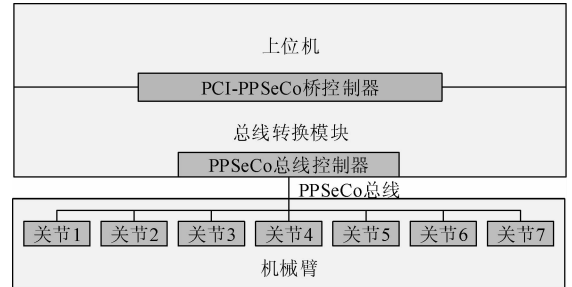 上位机
PCI-PPSeCo桥控制器
总线转换模块
PPSeCo总线控制器
PPSeCo总线
关节1 关节2 关节3 关节4 关节5 关节6 关节7
机械臂